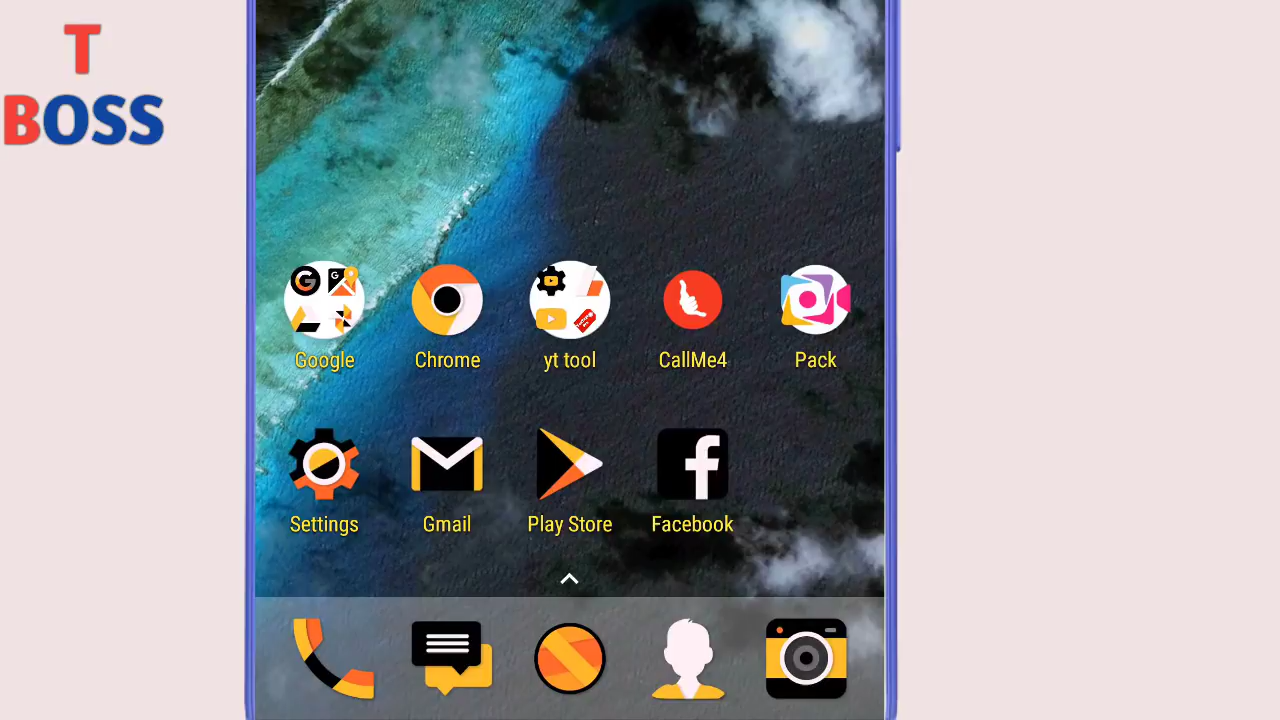 T
BOSS
Google
Chrome
yt tool
CallMe4
Pack
Settings
Gmail
Play Store
Facebook